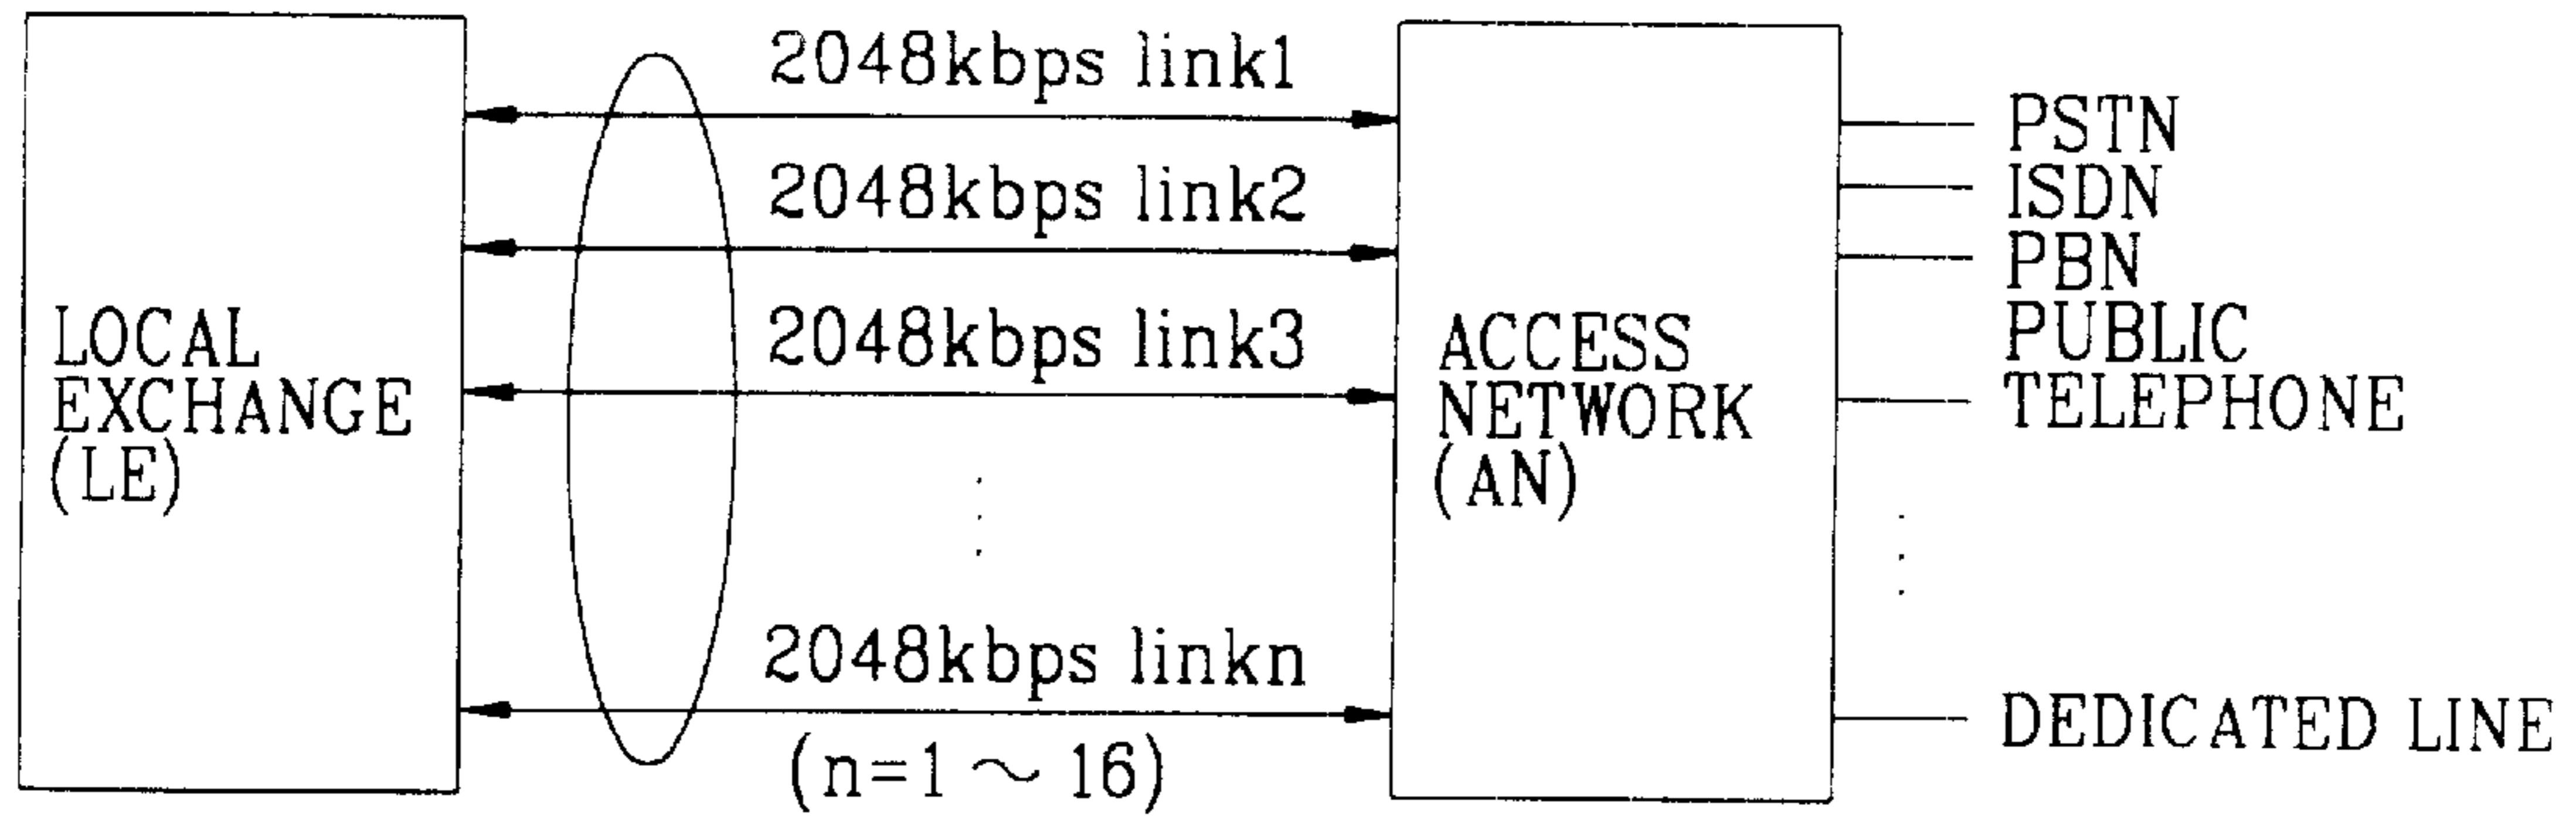 LOCAL
EXCHANGE
(LE)
2048kbps link1
2048kbps link2
2048kbps link3
2048kbps linkn
(n=1 ~ 16)
ACCESS
NETWORK
(AN)
PSTN
ISDN
PBN
PUBLIC
TELEPHONE
DEDICATED LINE